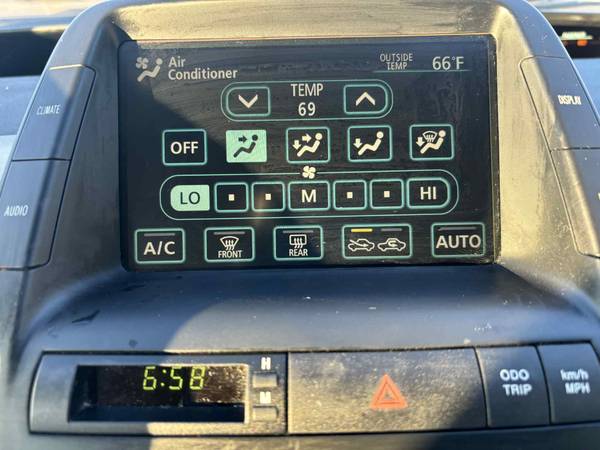 Air
Conditioner
OUTSIDE
TEMP
66°F
TEMP
69
CLIMATE
DISPLAY
OFF
LO
M
HI
AUDIO
A/C
FRONT
REAR
AUTO
6:58
H
M
ODO
TRIP
km/h
MPH